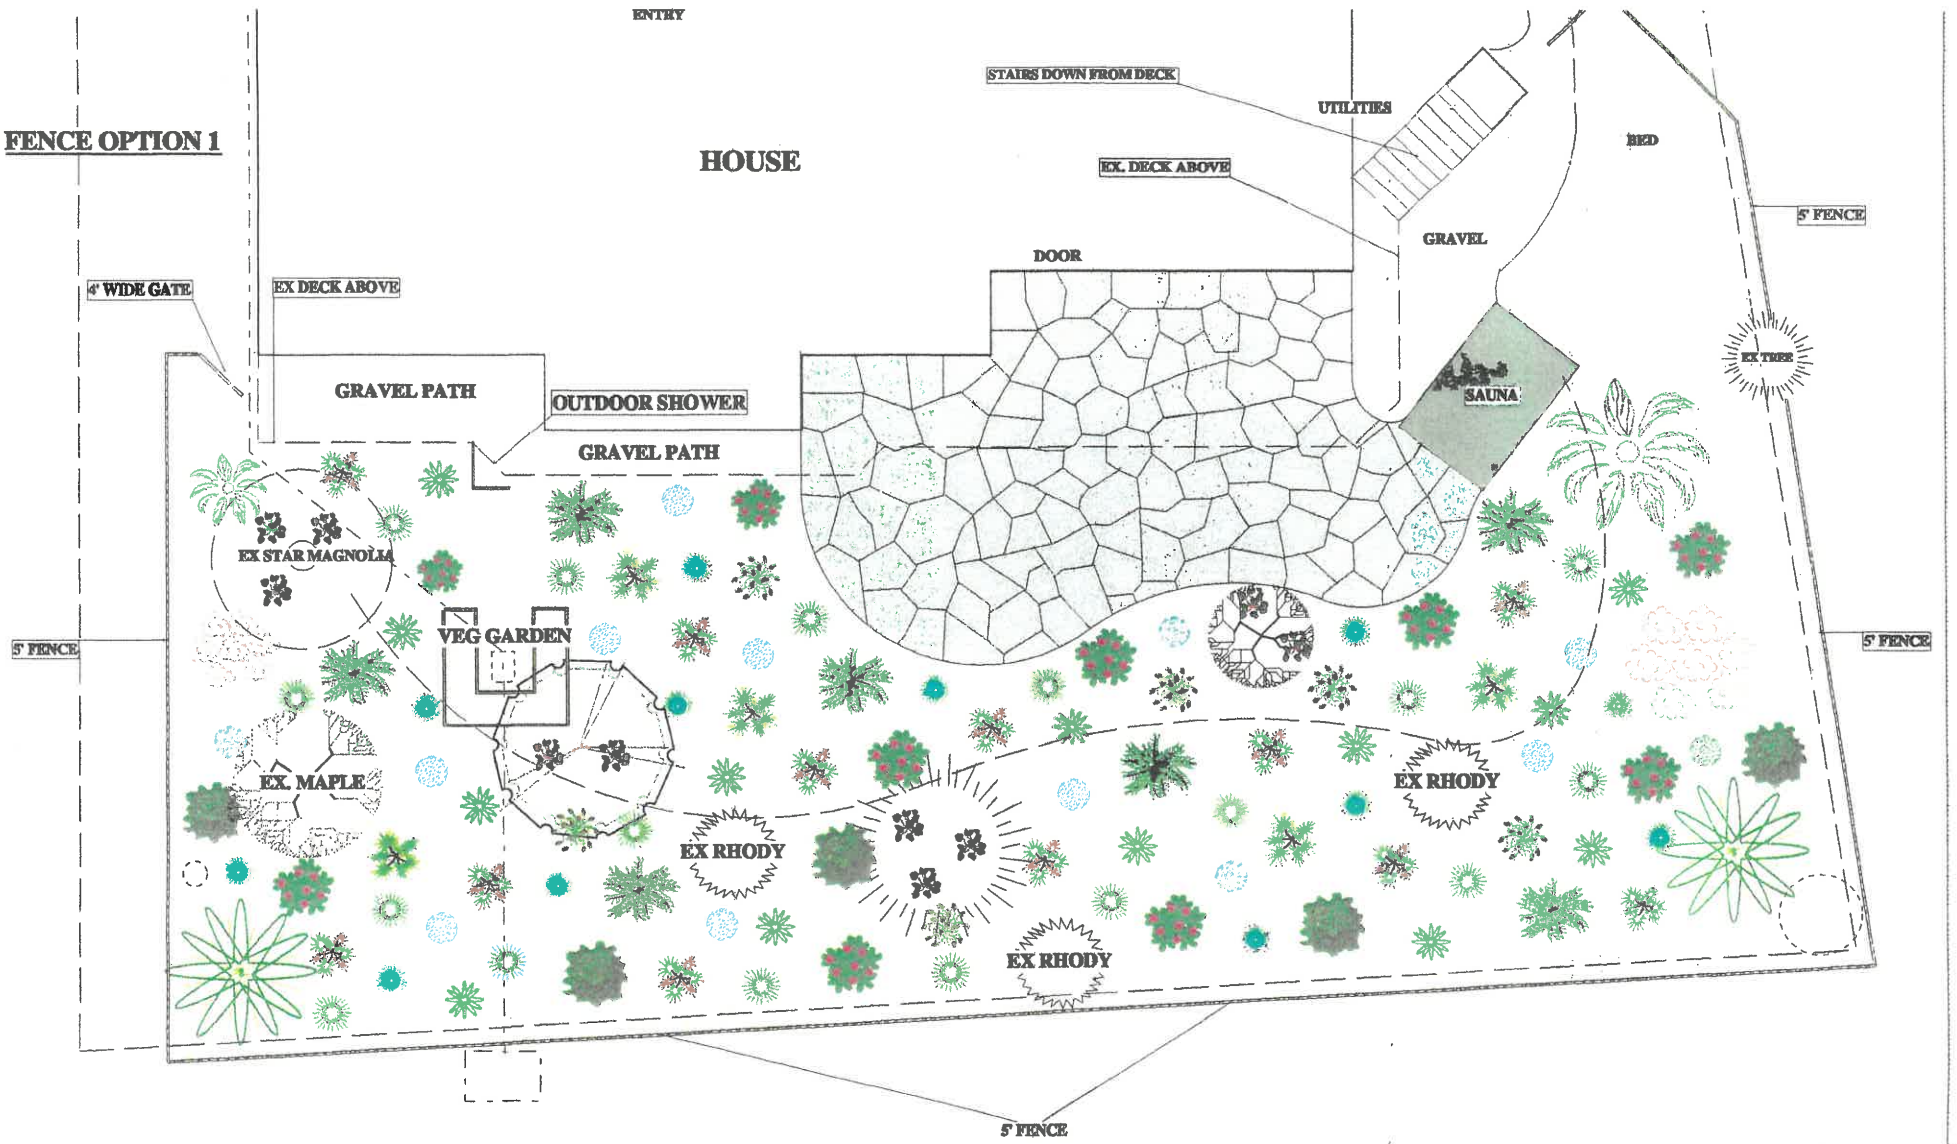 ENTRY
STAIRS DOWN FROM DECK
UTILITIES
FENCE OPTION 1
BED
HOUSE
EX. DECK ABOVE
5' FENCE
GRAVEL
DOOR
4' WIDE GATE
EX DECK ABOVE
EX TREE
GRAVEL PATH
SAUNA
OUTDOOR SHOWER
GRAVEL PATH
EX STAR MAGNOLIA
VEG GARDEN
5' FENCE
5' FENCE
EX. MAPLE
EX RHODY
EX RHODY
EX RHODY
5' FENCE